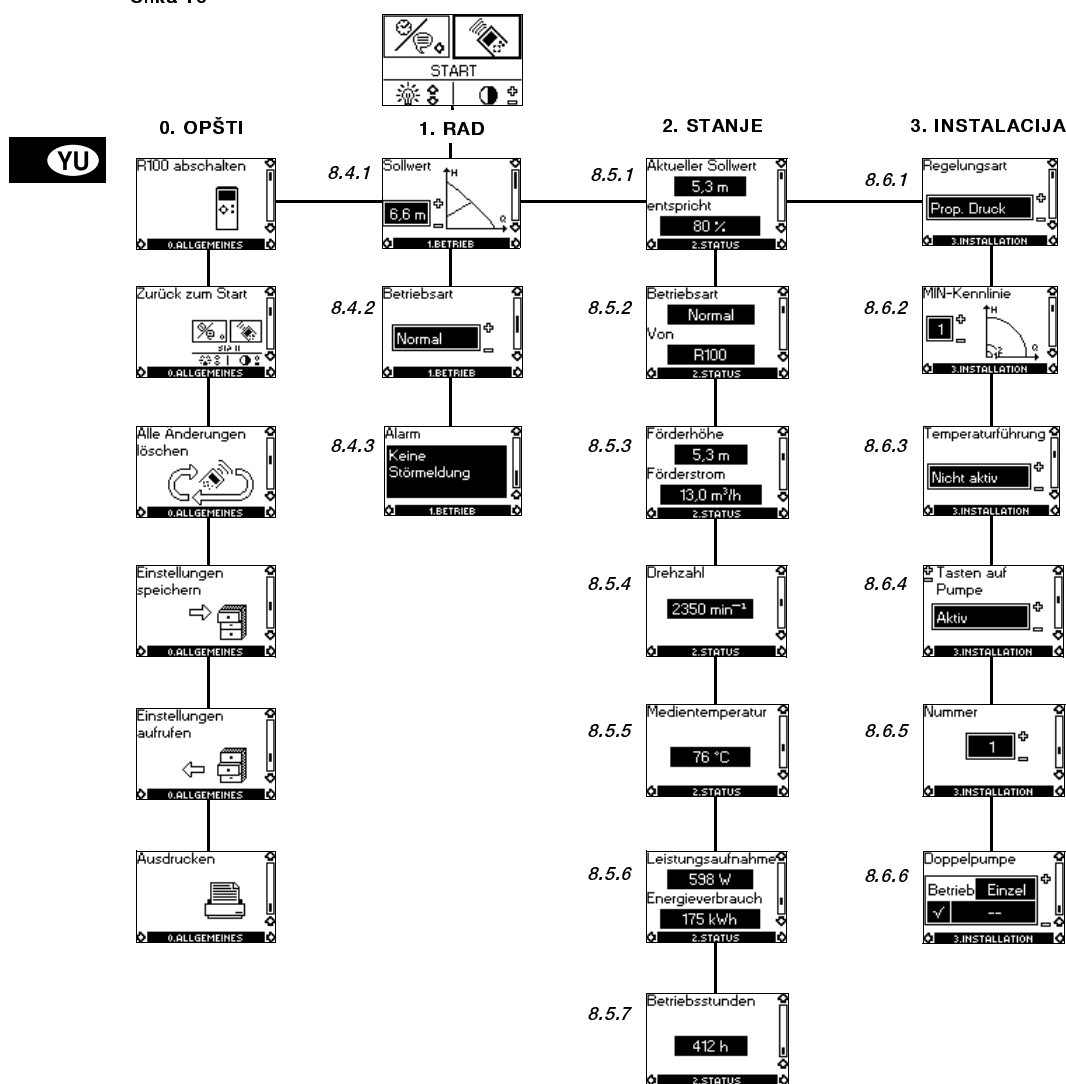 START
0. OPŠTI
1. RAD
2. STANJE
3. INSTALACIJA
YU
R100 abschalten
0.ALLGEMEINES
Zurück zum Start
START
0.ALLGEMEINES
Alle Änderungen
löschen
0.ALLGEMEINES
Einstellungen
speichern
0.ALLGEMEINES
Einstellungen
aufrufen
0.ALLGEMEINES
Ausdrucken
0.ALLGEMEINES
8.4.1
Sollwert
H
6,6 m
Q
1.BETRIEB
8.4.2
Betriebsart
Normal
1.BETRIEB
8.4.3
Alarm
Keine
Störmeldung
1.BETRIEB
8.5.1
Aktueller Sollwert
5,3 m
entspricht
80 %
2.STATUS
8.5.2
Betriebsart
Normal
Von
R100
2.STATUS
8.5.3
Förderhöhe
5,3 m
Förderstrom
13,0 m³/h
2.STATUS
8.5.4
Drehzahl
2350 min⁻¹
2.STATUS
8.5.5
Medientemperatur
76 °C
2.STATUS
8.5.6
Leistungsaufnahme
598 W
Energieverbrauch
175 kWh
2.STATUS
8.5.7
Betriebsstunden
412 h
2.STATUS
8.6.1
Regelungsart
Prop. Druck
3.INSTALLATION
8.6.2
MIN-Kennlinie
H
1
Q
3.INSTALLATION
8.6.3
Temperaturführung
Nicht aktiv
3.INSTALLATION
8.6.4
Tasten auf
Pumpe
Aktiv
3.INSTALLATION
8.6.5
Nummer
1
3.INSTALLATION
8.6.6
Doppelpumpe
Betrieb Einzel
√ --
3.INSTALLATION